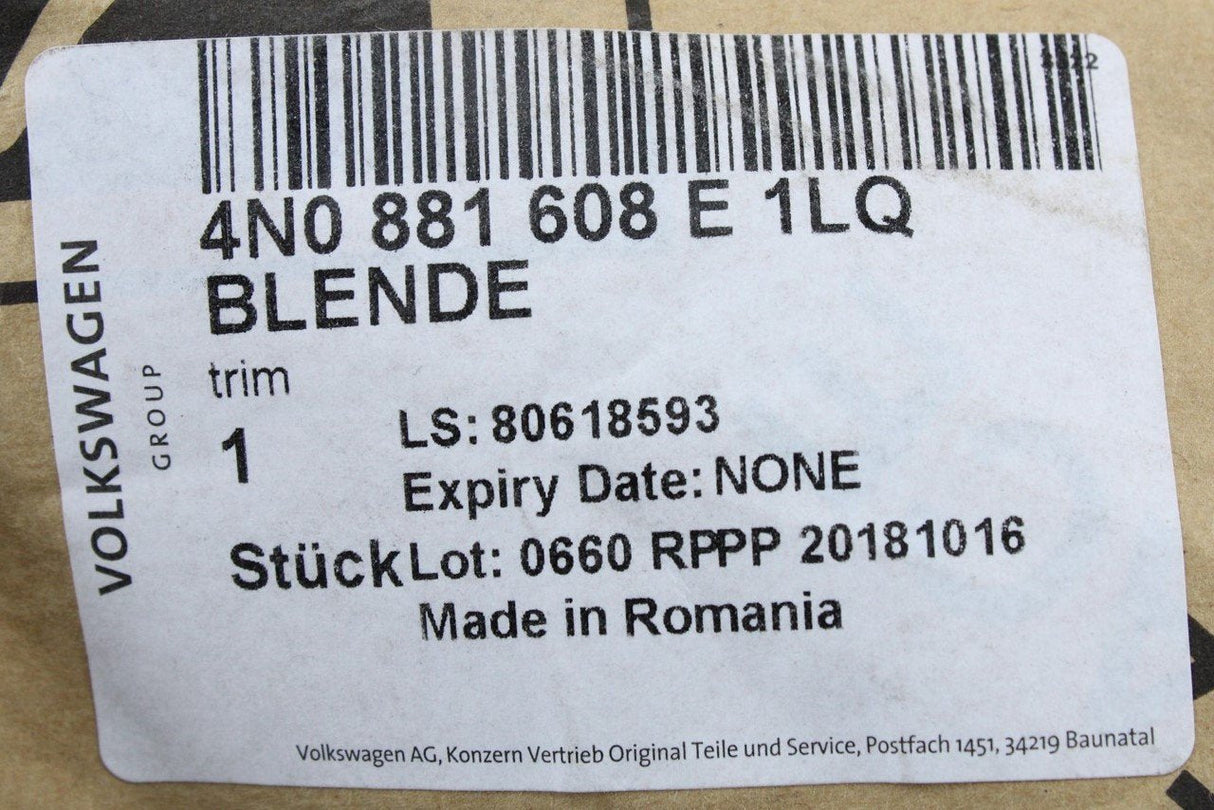 4N0 881 608 E 1LQ
BLENDE
trim
1
LS: 80618593
Expiry Date: NONE
Stück Lot: 0660 RPPP 20181016
Made in Romania
VOLKSWAGEN
GROUP
Volkswagen AG, Konzern Vertrieb Original Teile und Service, Postfach 1451, 34219 Baunatal